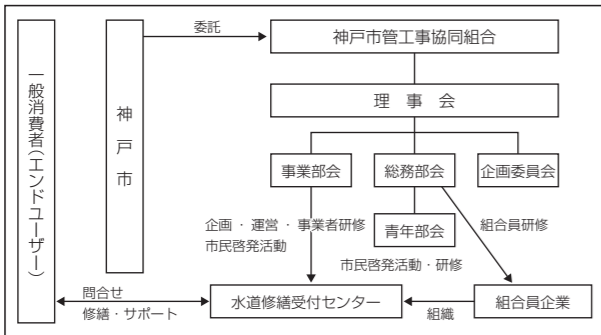 委託
神戸市管工事協同組合
一般消費者(エンドユーザー)
神戸市
理事会
事業部会
総務部会
企画委員会
企画・運営・事業者研修
市民啓発活動
青年部会
組合員研修
市民啓発活動・研修
問合せ
修繕・サポート
水道修繕受付センター
組織
組合員企業